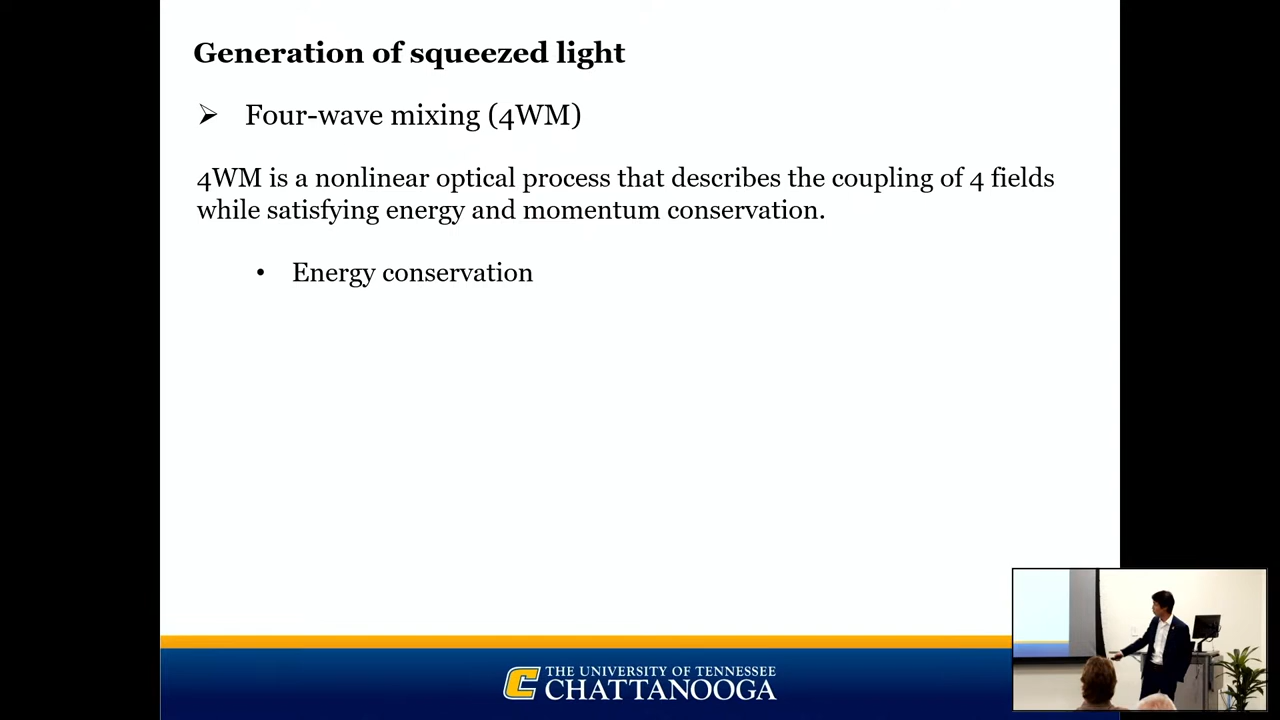 Generation of squeezed light
➢ Four-wave mixing (4WM)
4WM is a nonlinear optical process that describes the coupling of 4 fields
while satisfying energy and momentum conservation.
• Energy conservation
C THE UNIVERSITY OF TENNESSEE
CHATTANOOGA